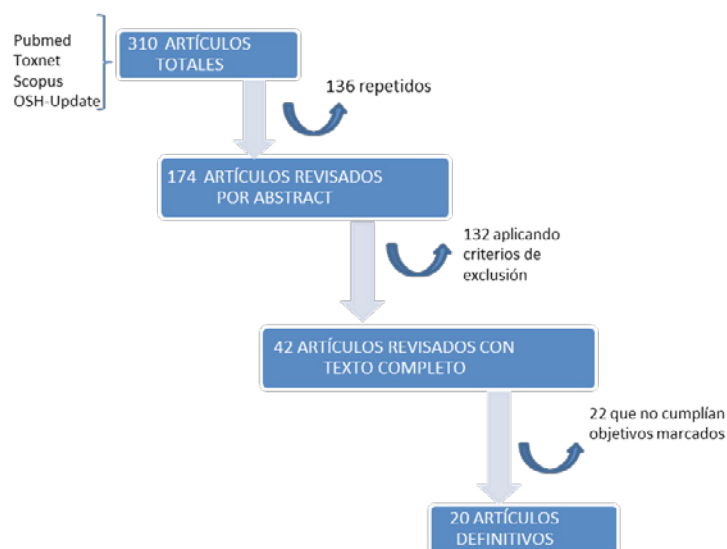 Pubmed
Toxnet
Scopus
OSH-Update
310 ARTÍCULOS
TOTALES
136 repetidos
174 ARTÍCULOS REVISADOS
POR ABSTRACT
132 aplicando
criterios de
exclusión
42 ARTÍCULOS REVISADOS CON
TEXTO COMPLETO
22 que no cumplían
objetivos marcados
20 ARTÍCULOS
DEFINITIVOS